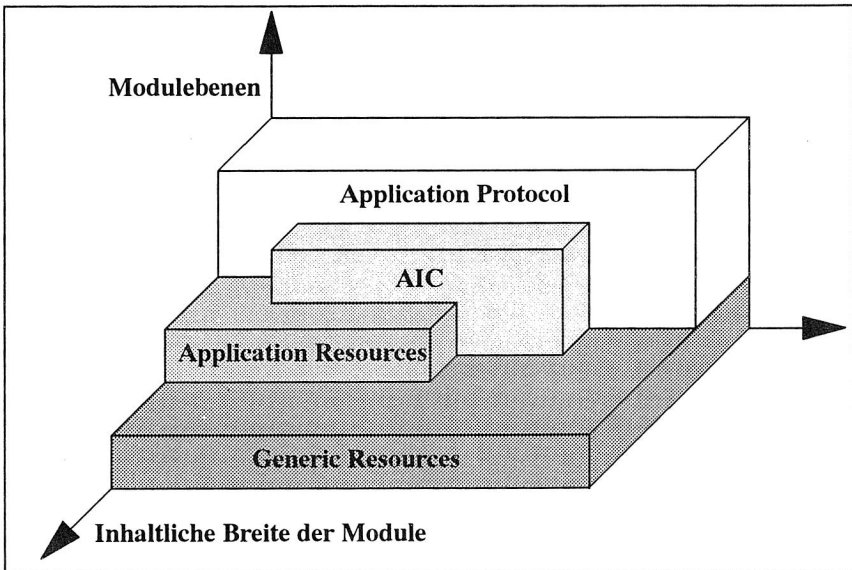 Modulebenen
Application Protocol
AIC
Application Resources
Generic Resources
Inhaltliche Breite der Module